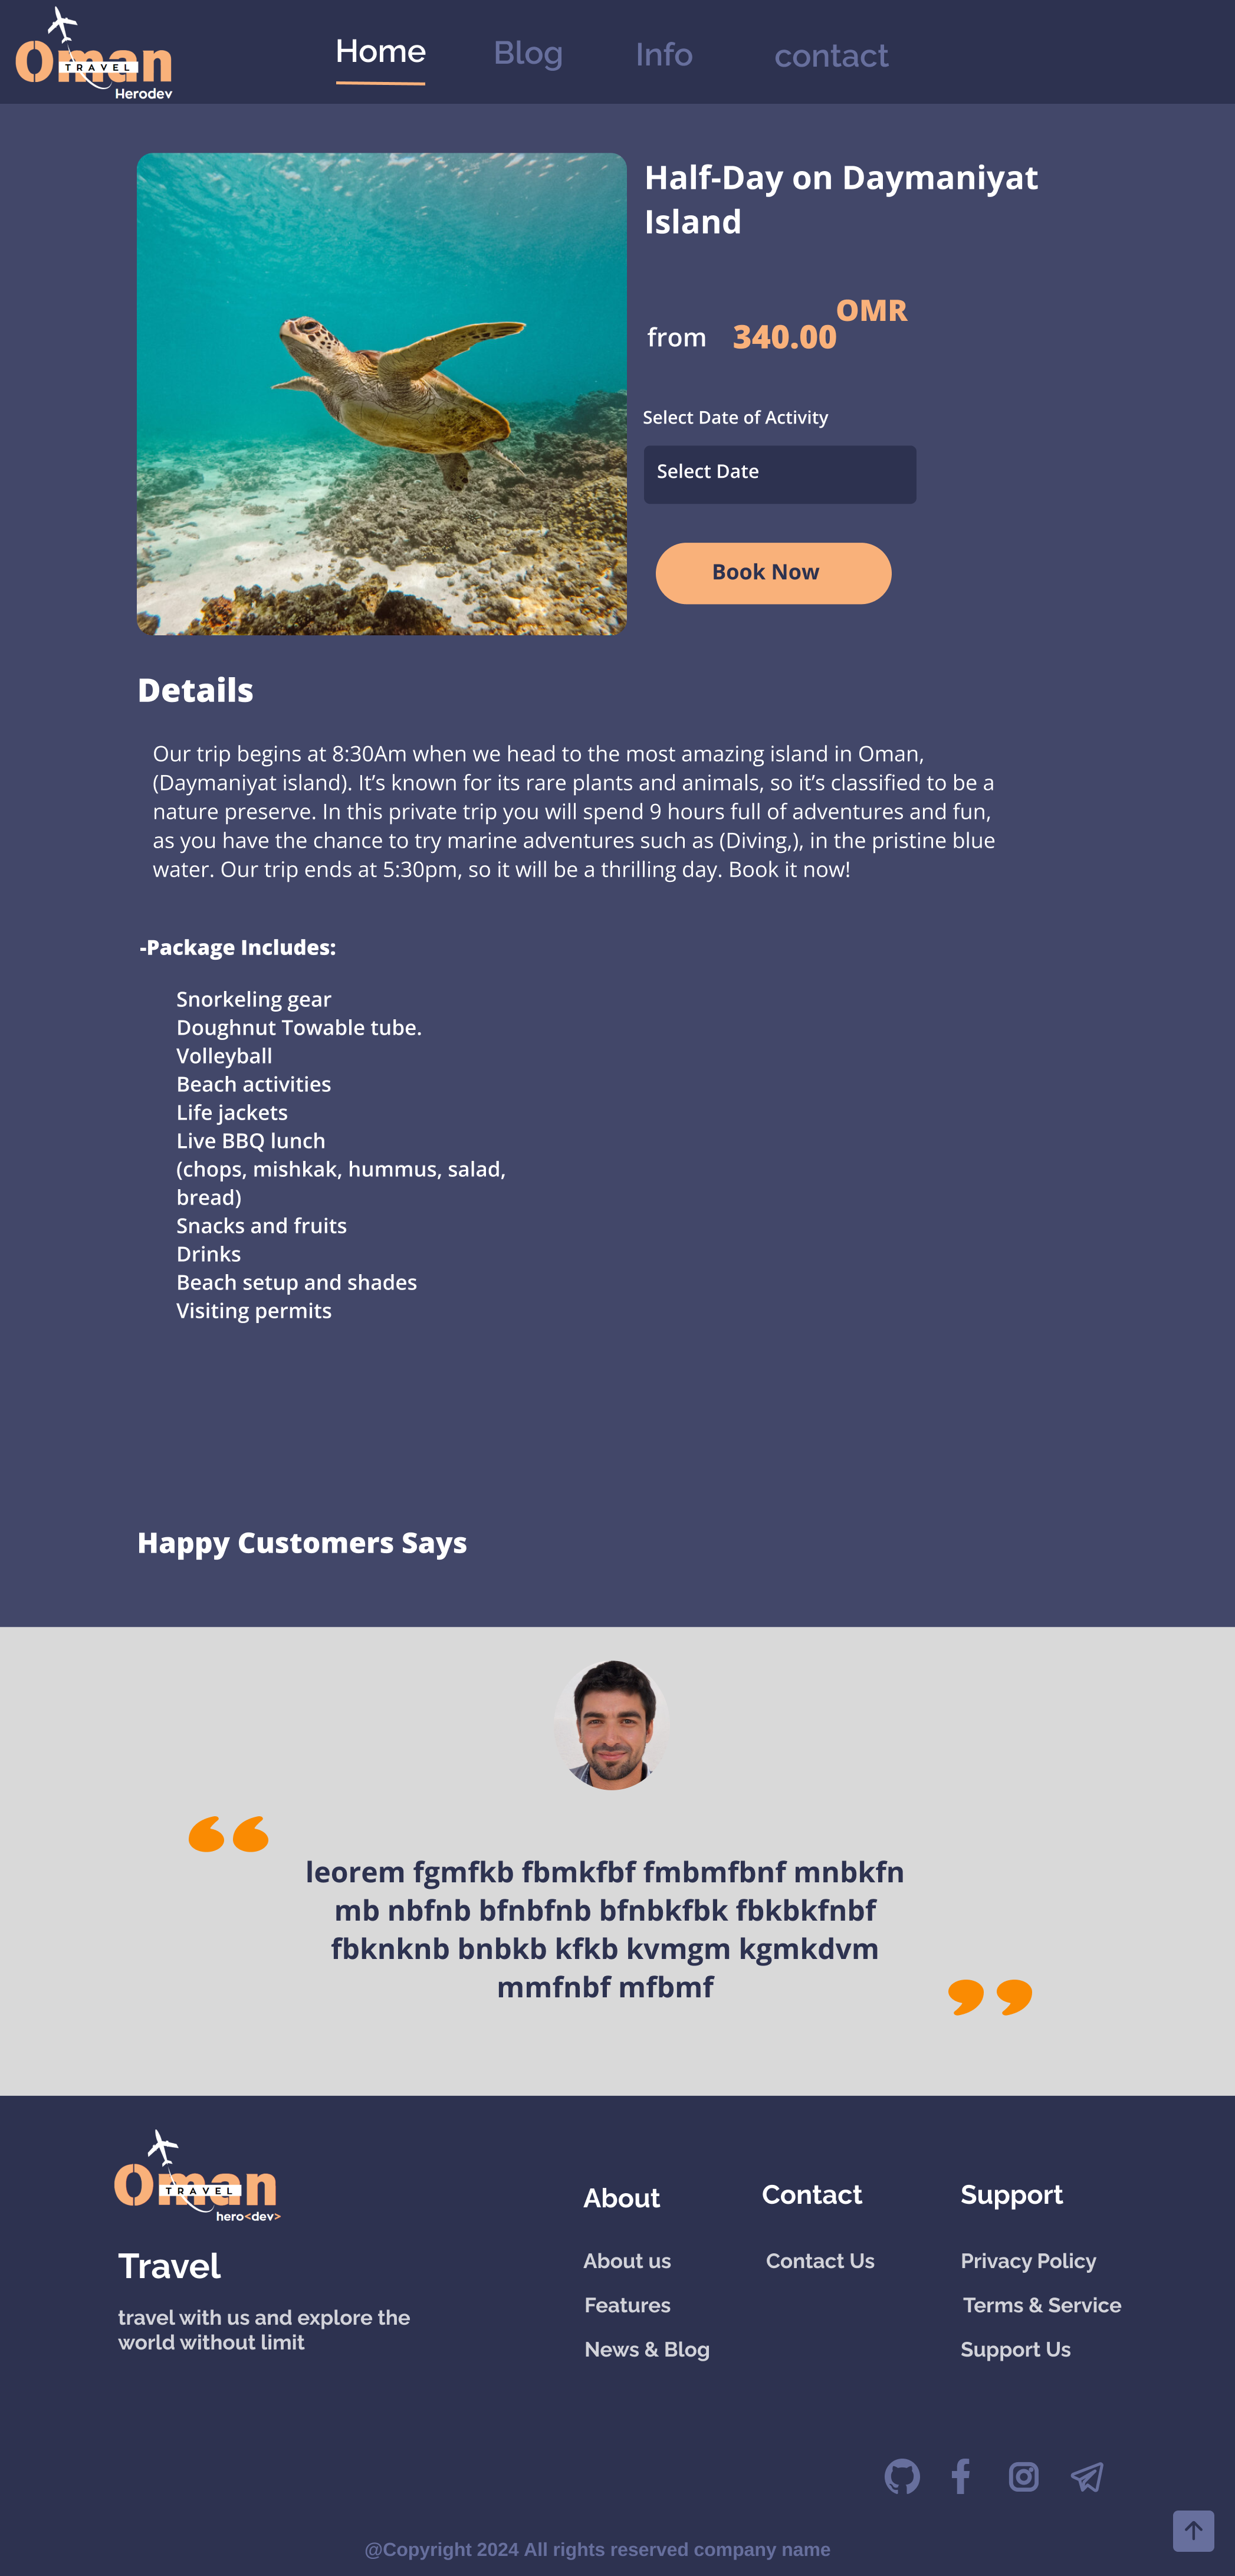 Oman
TRAVEL
Herodev
Home Blog Info contact
Half-Day on Daymaniyat
Island
from 340.00 OMR
Select Date of Activity
Select Date
Book Now
Details
Our trip begins at 8:30Am when we head to the most amazing island in Oman,
(Daymaniyat island). It’s known for its rare plants and animals, so it’s classified to be a
nature preserve. In this private trip you will spend 9 hours full of adventures and fun,
as you have the chance to try marine adventures such as (Diving,), in the pristine blue
water. Our trip ends at 5:30pm, so it will be a thrilling day. Book it now!
-Package Includes:
Snorkeling gear
Doughnut Towable tube.
Volleyball
Beach activities
Life jackets
Live BBQ lunch
(chops, mishkak, hummus, salad,
bread)
Snacks and fruits
Drinks
Beach setup and shades
Visiting permits
Happy Customers Says
“
leorem fgmfkb fbmkfbf fmbmfbnf mnbkfn
mb nbfnb bfnbfnb bfnbkfbk fbkbkfnbf
fbknknb bnbkb kfkb kvmgm kgmkdvm
mmfnbf mfbmf
”
Oman
TRAVEL
hero<dev>
Travel
travel with us and explore the
world without limit
About
About us
Features
News & Blog
Contact
Contact Us
Support
Privacy Policy
Terms & Service
Support Us
@Copyright 2024 All rights reserved company name